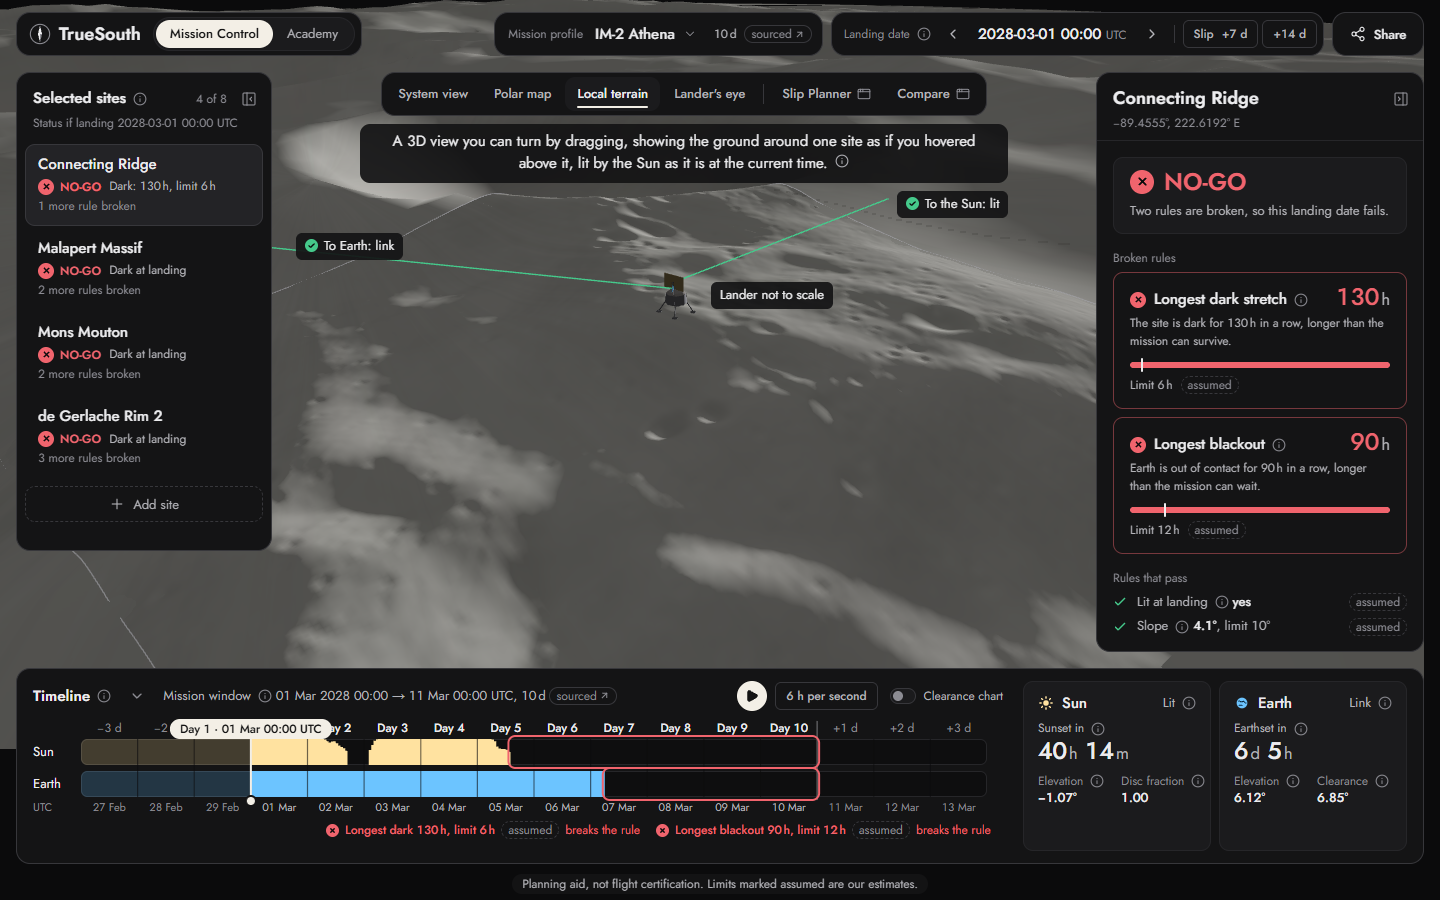 TrueSouth
Mission Control
Academy
Mission profile IM-2 Athena 10 d sourced ↗
Landing date 2028-03-01 00:00 UTC
Slip +7 d +14 d
Share
Selected sites 4 of 8
Status if landing 2028-03-01 00:00 UTC
Connecting Ridge
NO-GO Dark: 130 h, limit 6 h
1 more rule broken
Malapert Massif
NO-GO Dark at landing
2 more rules broken
Mons Mouton
NO-GO Dark at landing
2 more rules broken
de Gerlache Rim 2
NO-GO Dark at landing
3 more rules broken
+ Add site
System view
Polar map
Local terrain
Lander's eye
Slip Planner
Compare
A 3D view you can turn by dragging, showing the ground around one site as if you hovered
above it, lit by the Sun as it is at the current time.
To the Sun: lit
To Earth: link
Lander not to scale
Connecting Ridge
−89.4555°, 222.6192° E
NO-GO
Two rules are broken, so this landing date fails.
Broken rules
Longest dark stretch 130 h
The site is dark for 130 h in a row, longer than the
mission can survive.
Limit 6 h assumed
Longest blackout 90 h
Earth is out of contact for 90 h in a row, longer
than the mission can wait.
Limit 12 h assumed
Rules that pass
Lit at landing yes assumed
Slope 4.1°, limit 10° assumed
Timeline
Mission window 01 Mar 2028 00:00 → 11 Mar 00:00 UTC, 10 d sourced ↗
6 h per second
Clearance chart
−3 d −2 Day 1 · 01 Mar 00:00 UTC ay 2 Day 3 Day 4 Day 5 Day 6 Day 7 Day 8 Day 9 Day 10 +1 d +2 d +3 d
Sun
Earth
UTC 27 Feb 28 Feb 29 Feb 01 Mar 02 Mar 03 Mar 04 Mar 05 Mar 06 Mar 07 Mar 08 Mar 09 Mar 10 Mar 11 Mar 12 Mar 13 Mar
Longest dark 130 h, limit 6 h assumed breaks the rule
Longest blackout 90 h, limit 12 h assumed breaks the rule
Sun Lit
Sunset in
40 h 14 m
Elevation Disc fraction
−1.07° 1.00
Earth Link
Earthset in
6 d 5 h
Elevation Clearance
6.12° 6.85°
Planning aid, not flight certification. Limits marked assumed are our estimates.